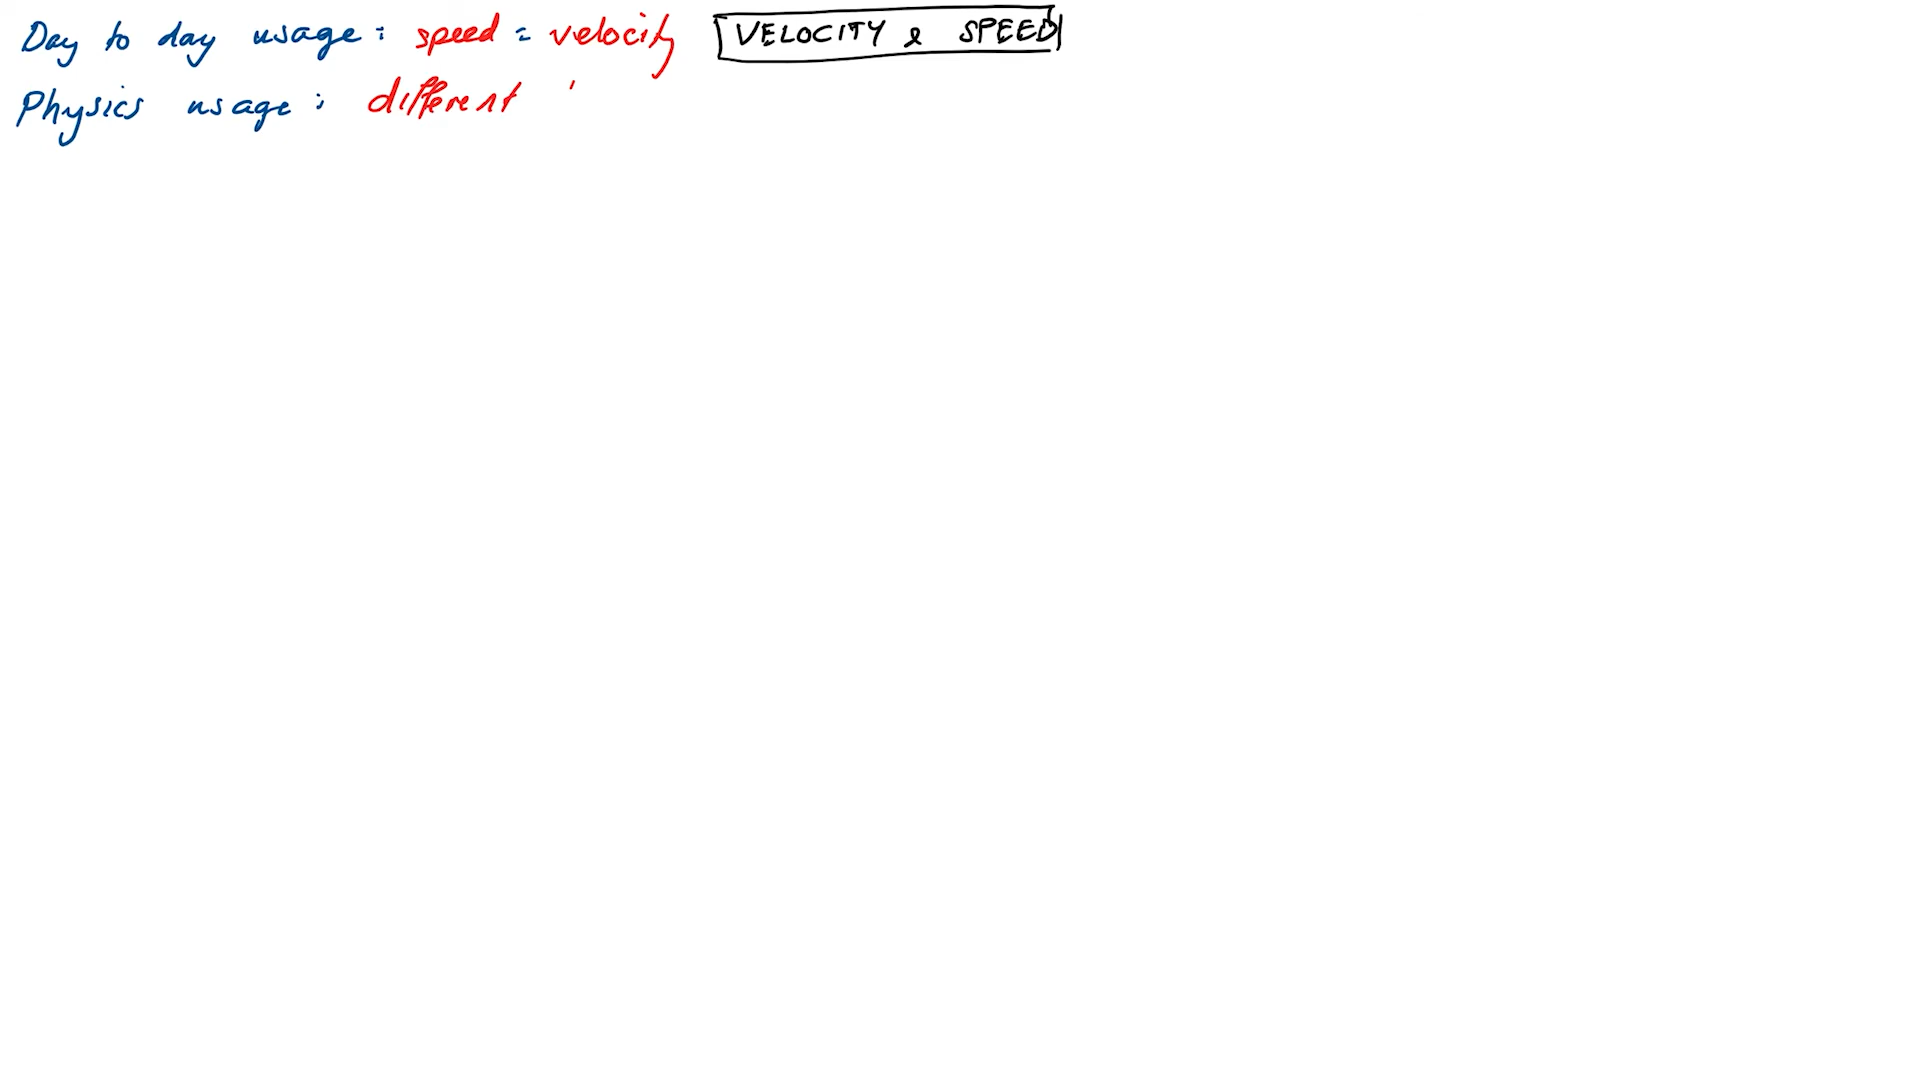 Day to day usage: speed = velocity
VELOCITY & SPEED
Physics usage: different